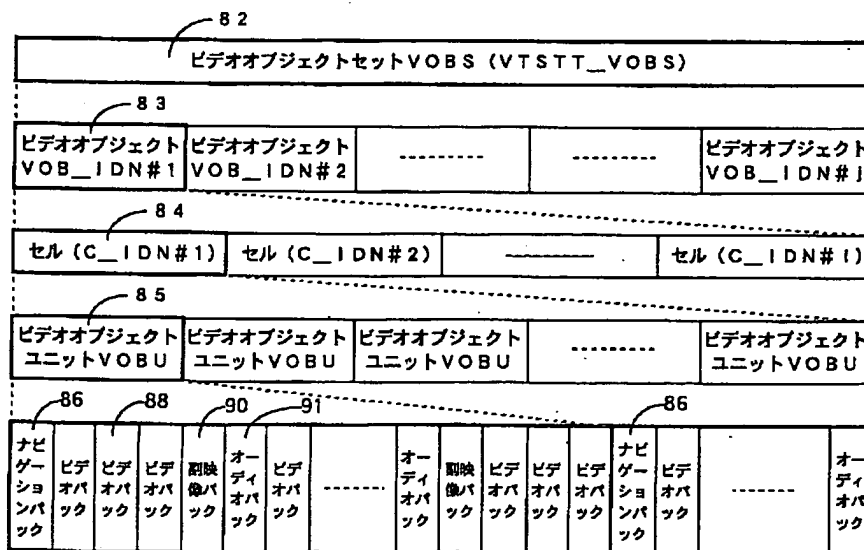 82
ビデオオブジェクトセットVOBS (VTSTT__VOBS)
83
ビデオオブジェクト
VOB__IDN#1
ビデオオブジェクト
VOB__IDN#2
ビデオオブジェクト
VOB__IDN#
84
セル (C__IDN#1)
セル (C__IDN#2)
セル (C__IDN#I)
85
ビデオオブジェクト
ユニットVOBU
ビデオオブジェクト
ユニットVOBU
ビデオオブジェクト
ユニットVOBU
ビデオオブジェクト
ユニットVOBU
86
88
90
91
86
ナビゲーションパック
ビデオパック
ビデオパック
ビデオパック
副映像パック
オーディオパック
ビデオパック
オーディオパック
副映像パック
ビデオパック
ビデオパック
ビデオパック
ナビゲーションパック
ビデオパック
オーディオパック